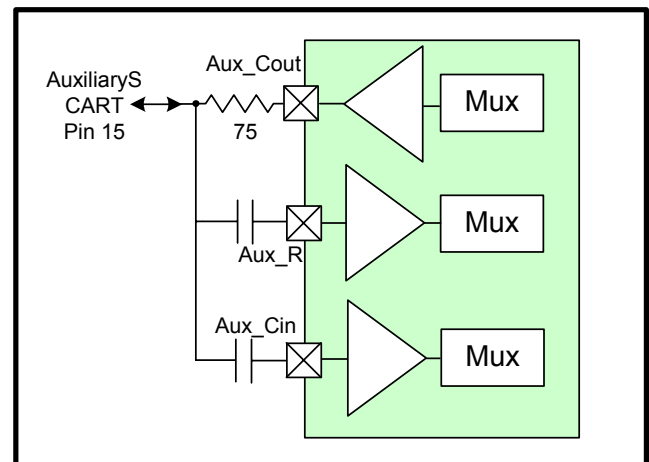 Aux_Cout
AuxiliaryS
CART
Pin 15
75
Mux
Mux
Aux_R
Aux_Cin
Mux